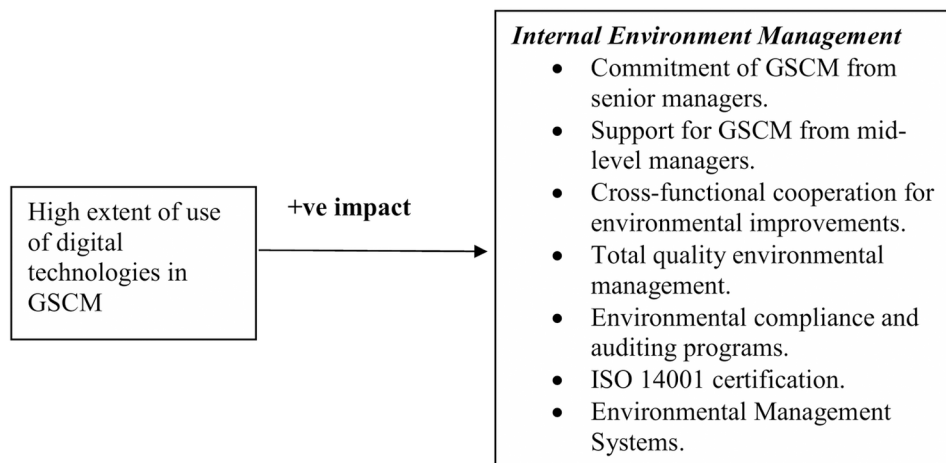 High extent of use
of digital
technologies in
GSCM
+ve impact
Internal Environment Management
• Commitment of GSCM from
senior managers.
• Support for GSCM from mid-
level managers.
• Cross-functional cooperation for
environmental improvements.
• Total quality environmental
management.
• Environmental compliance and
auditing programs.
• ISO 14001 certification.
• Environmental Management
Systems.